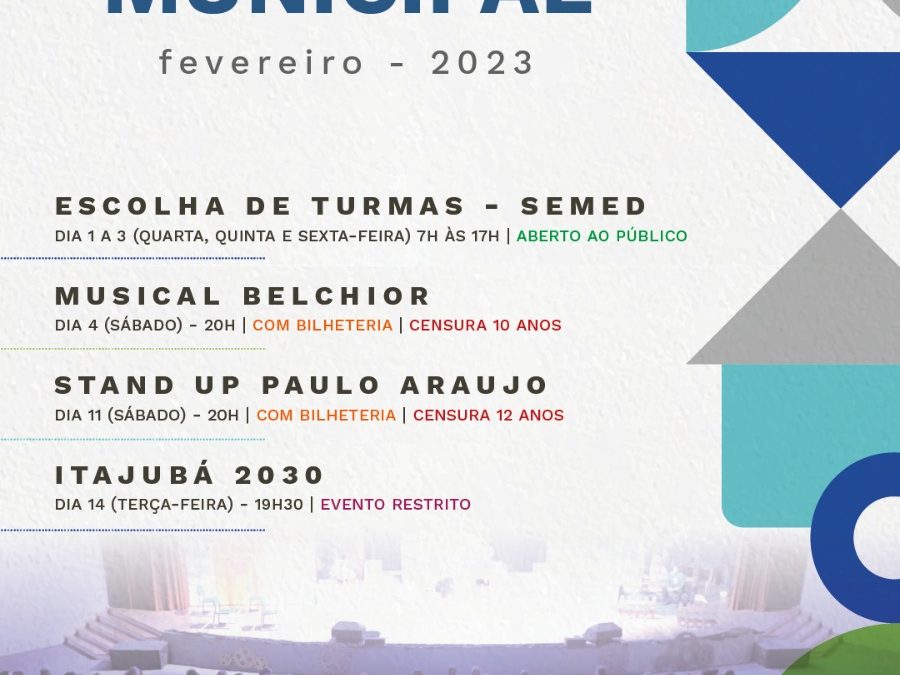 MUNICIPAL
fevereiro - 2023
ESCOLHA DE TURMAS - SEMED
DIA 1 A 3 (QUARTA, QUINTA E SEXTA-FEIRA) 7H ÀS 17H | ABERTO AO PÚBLICO
MUSICAL BELCHIOR
DIA 4 (SÁBADO) - 20H | COM BILHETERIA | CENSURA 10 ANOS
STAND UP PAULO ARAUJO
DIA 11 (SÁBADO) - 20H | COM BILHETERIA | CENSURA 12 ANOS
ITAJUBÁ 2030
DIA 14 (TERÇA-FEIRA) - 19H30 | EVENTO RESTRITO